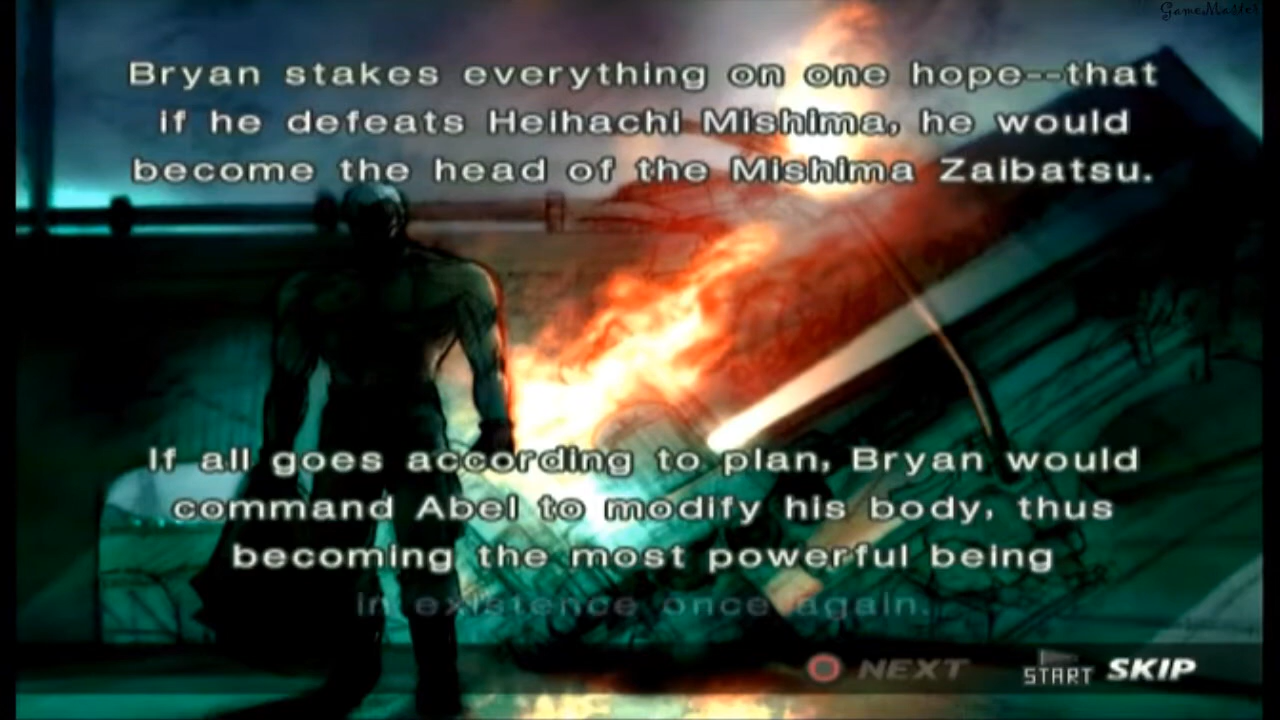 GameMaster
Bryan stakes everything on one hope--that
if he defeats Heihachi Mishima, he would
become the head of the Mishima Zaibatsu.
If all goes according to plan, Bryan would
command Abel to modify his body, thus
becoming the most powerful being
in existence once again.
NEXT START SKIP